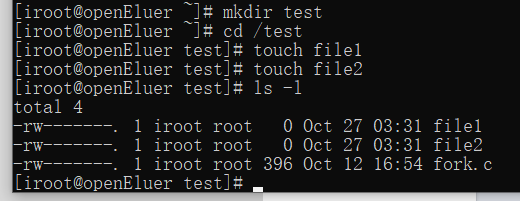 [iroot@openEluer ~]# mkdir test
[iroot@openEluer ~]# cd /test
[iroot@openEluer test]# touch file1
[iroot@openEluer test]# touch file2
[iroot@openEluer test]# ls -l
total 4
-rw-------. 1 iroot root   0 Oct 27 03:31 file1
-rw-------. 1 iroot root   0 Oct 27 03:31 file2
-rw-------. 1 iroot root 396 Oct 12 16:54 fork.c
[iroot@openEluer test]#